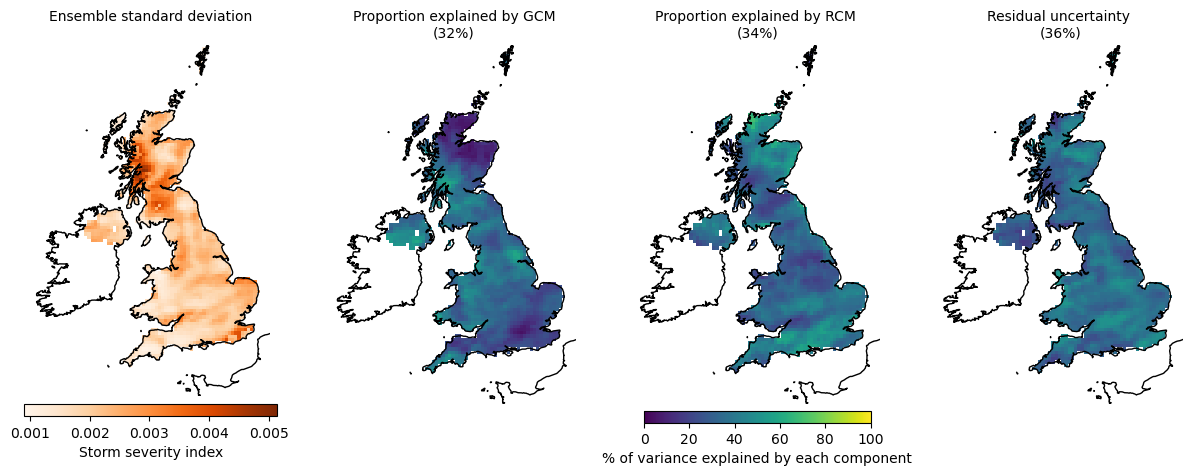 Ensemble standard deviation
Proportion explained by GCM
(32%)
Proportion explained by RCM
(34%)
Residual uncertainty
(36%)
0.001 0.002 0.003 0.004 0.005
Storm severity index
0 20 40 60 80 100
% of variance explained by each component